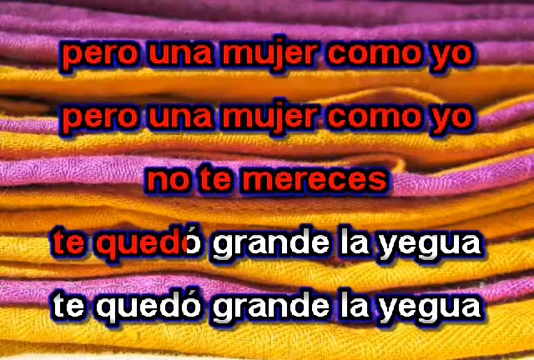 pero una mujer como yo
pero una mujer como yo
no te mereces
te quedó grande la yegua
te quedó grande la yegua